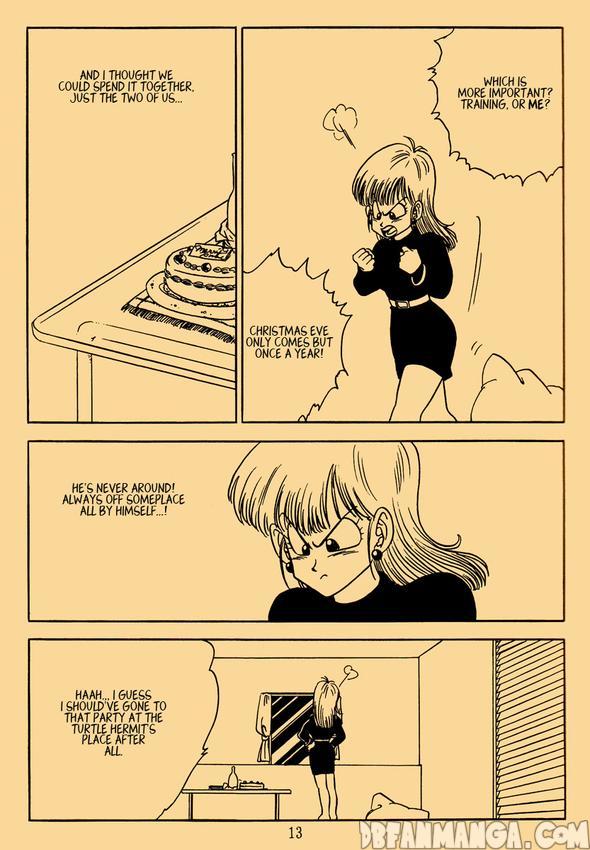 WHICH IS
MORE IMPORTANT?
TRAINING, OR ME?
CHRISTMAS EVE
ONLY COMES BUT
ONCE A YEAR!
AND I THOUGHT WE
COULD SPEND IT TOGETHER,
JUST THE TWO OF US...
HE'S NEVER AROUND!
ALWAYS OFF SOMEPLACE
ALL BY HIMSELF...!
HAAH... I GUESS
I SHOULD'VE GONE TO
THAT PARTY AT THE
TURTLE HERMIT'S
PLACE AFTER
ALL.
13
DBFANMANGA.COM